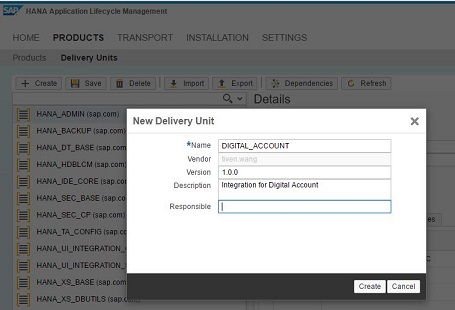 SAP HANA Application Lifecycle Management
HOME PRODUCTS TRANSPORT INSTALLATION SETTINGS
Products Delivery Units
Create Save Delete Import Export Dependencies Refresh
Details
HANA_ADMIN (sap.com)
HANA_BACKUP (sap.com)
HANA_DT_BASE (sap.com)
HANA_HDBLCM (sap.com)
HANA_IDE_CORE (sap.com)
HANA_SEC_BASE (sap.com)
HANA_SEC_CP (sap.com)
HANA_TA_CONFIG (sap.com)
HANA_UI_INTEGRATION_
HANA_UI_INTEGRATION_
HANA_XS_BASE (sap.com)
HANA_XS_DBUTILS (sap.com)
New Delivery Unit
*Name DIGITAL_ACCOUNT
Vendor
Version 1.0.0
Description Integration for Digital Account
Responsible
Create Cancel